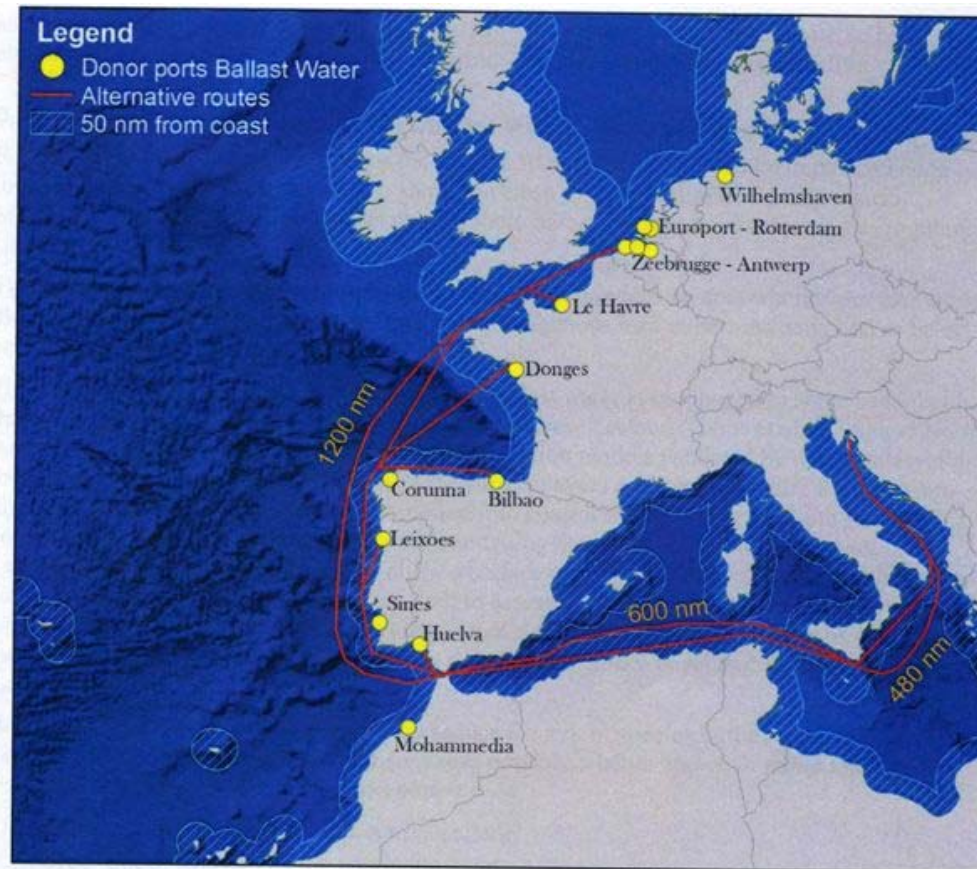 Legend
Donor ports Ballast Water
Alternative routes
50 nm from coast
Wilhelmshaven
Europort - Rotterdam
Zeebrugge - Antwerp
Le Havre
Donges
1200 nm
Corunna
Bilbao
Leixoes
600 nm
Sines
Huelva
480 nm
Mohammedia